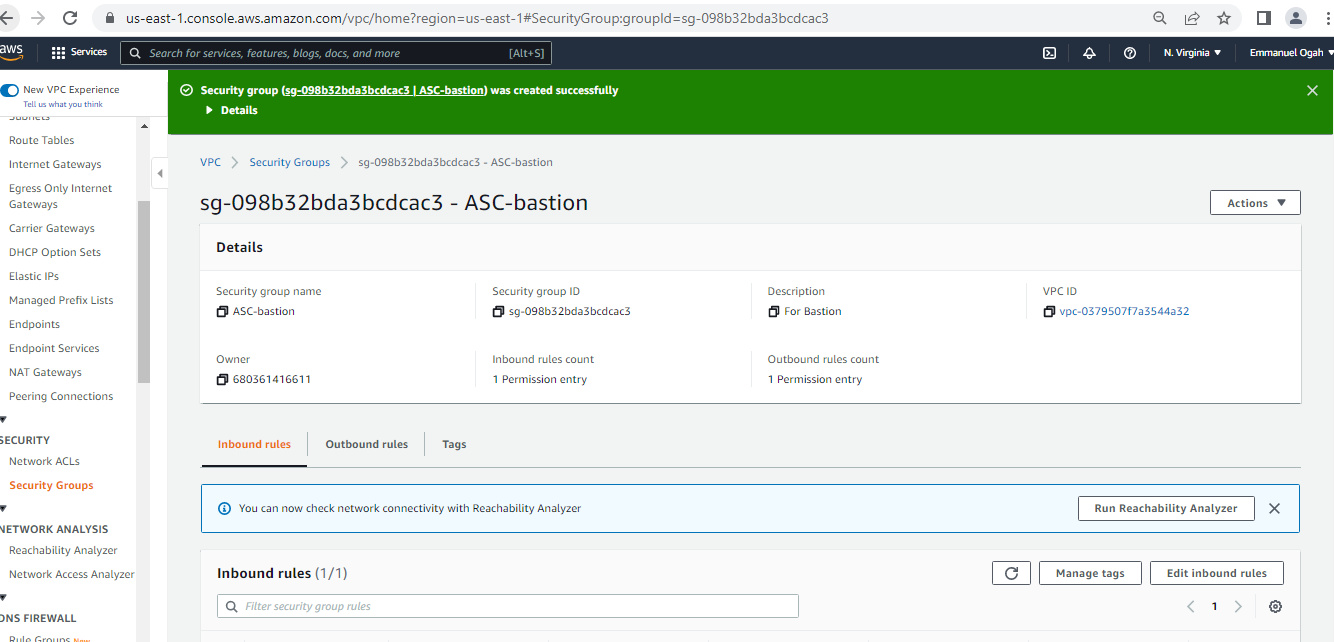 us-east-1.console.aws.amazon.com/vpc/home?region=us-east-1#SecurityGroup:groupId=sg-098b32bda3bcdcac3
aws
Services
Search for services, features, blogs, docs, and more
[Alt+S]
N. Virginia
Emmanuel Ogah
New VPC Experience
Tell us what you think
Subnets
Route Tables
Internet Gateways
Egress Only Internet
Gateways
Carrier Gateways
DHCP Option Sets
Elastic IPs
Managed Prefix Lists
Endpoints
Endpoint Services
NAT Gateways
Peering Connections
SECURITY
Network ACLs
Security Groups
NETWORK ANALYSIS
Reachability Analyzer
Network Access Analyzer
DNS FIREWALL
Rule Groups New
Security group (sg-098b32bda3bcdcac3 | ASC-bastion) was created successfully
Details
VPC
Security Groups
sg-098b32bda3bcdcac3 - ASC-bastion
sg-098b32bda3bcdcac3 - ASC-bastion
Actions
Details
Security group name
ASC-bastion
Security group ID
sg-098b32bda3bcdcac3
Description
For Bastion
VPC ID
vpc-0379507f7a3544a32
Owner
680361416611
Inbound rules count
1 Permission entry
Outbound rules count
1 Permission entry
Inbound rules
Outbound rules
Tags
You can now check network connectivity with Reachability Analyzer
Run Reachability Analyzer
Inbound rules (1/1)
Manage tags
Edit inbound rules
Filter security group rules
1